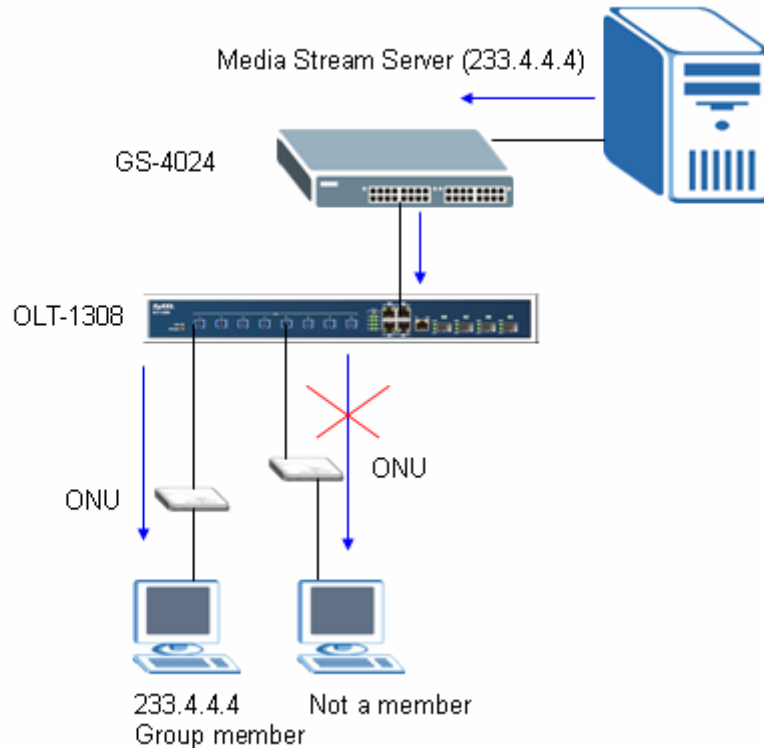 Media Stream Server (233.4.4.4)
GS-4024
OLT-1308
ZyXEL
ONU
ONU
233.4.4.4
Group member
Not a member